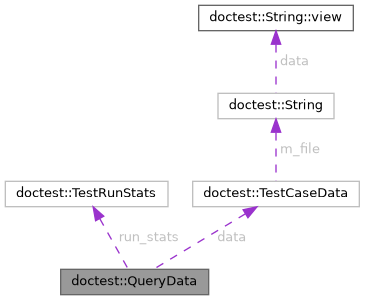 doctest::String::view
data
doctest::String
m_file
doctest::TestRunStats
doctest::TestCaseData
run_stats
data
doctest::QueryData